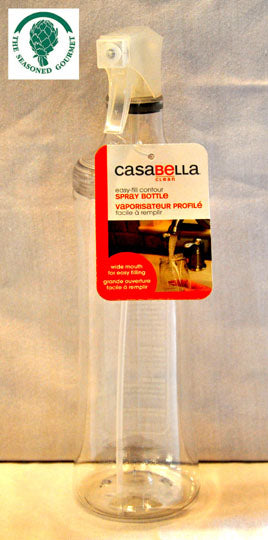 THE SEASONED GOURMET
casaBella
clean
easy-fill contour
SPRAY BOTTLE
VAPORISATEUR PROFILÉ
facile à remplir
wide mouth
for easy filling
grande ouverture
facile à remplir